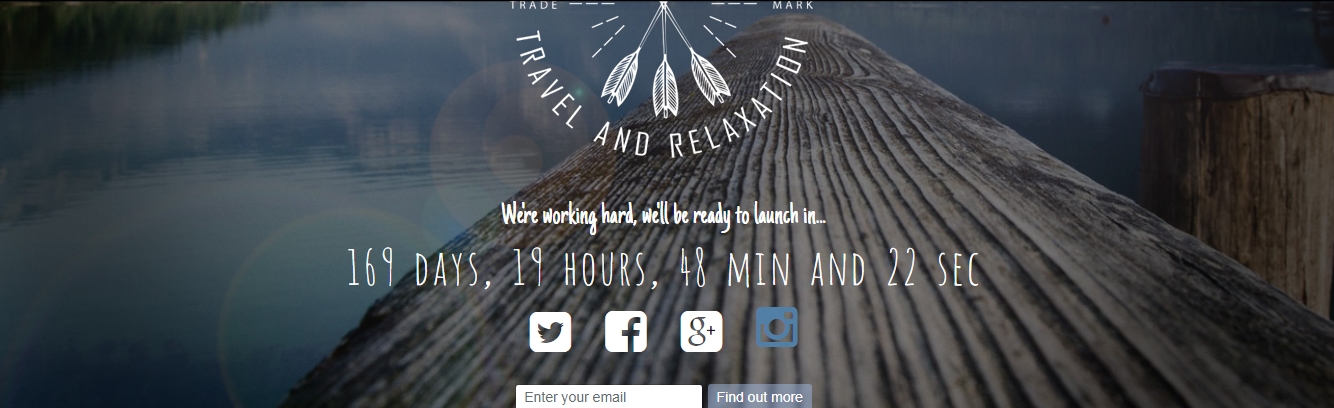 TRADE MARK
TRAVEL AND RELAXATION
We're working hard, we'll be ready to launch in...
169 DAYS, 19 HOURS, 48 MIN AND 22 SEC
g+
Enter your email Find out more